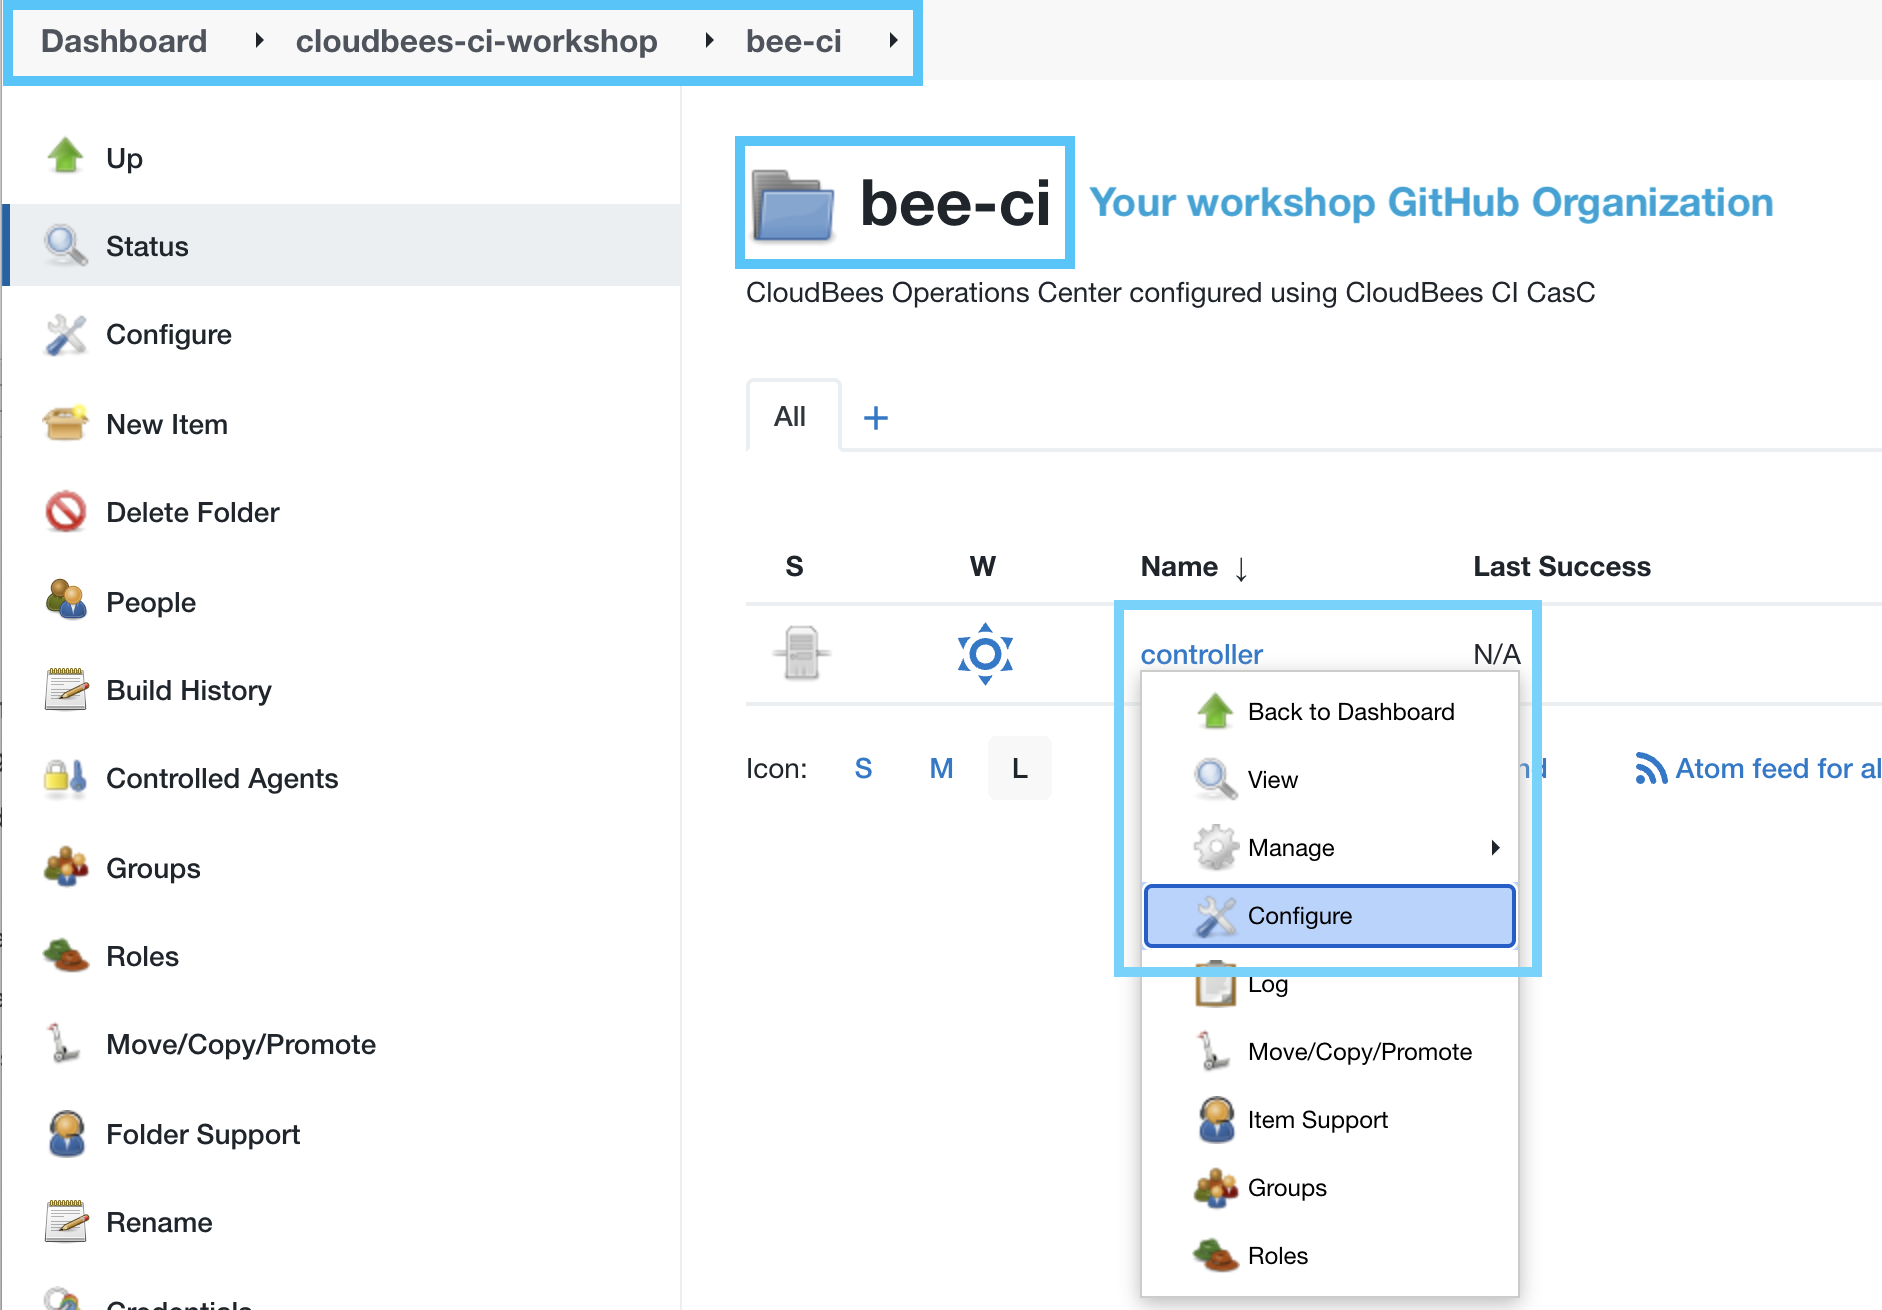 Dashboard cloudbees-ci-workshop bee-ci
Up
Status
Configure
New Item
Delete Folder
People
Build History
Controlled Agents
Groups
Roles
Move/Copy/Promote
Folder Support
Rename
Credentials
bee-ci Your workshop GitHub Organization
CloudBees Operations Center configured using CloudBees CI CasC
All +
S W Name ↓ Last Success
controller N/A
Icon: S M L
Atom feed for al
Back to Dashboard
View
Manage
Configure
Log
Move/Copy/Promote
Item Support
Groups
Roles